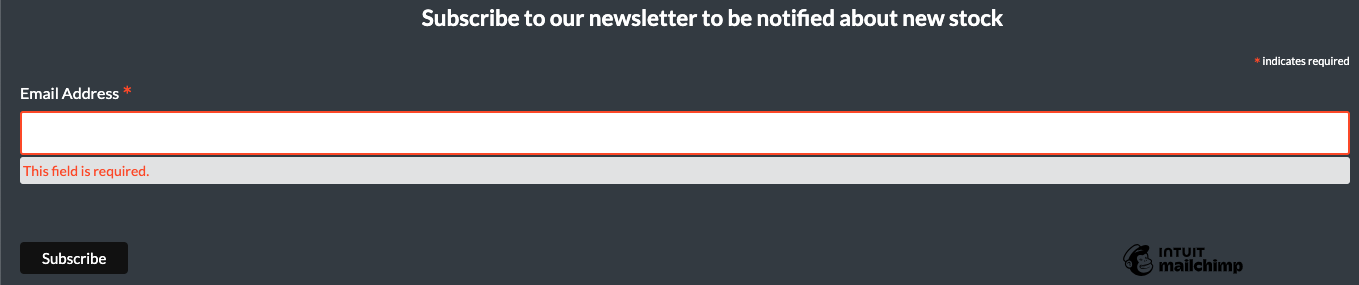 Subscribe to our newsletter to be notified about new stock
* indicates required
Email Address *
This field is required.
Subscribe
INTUIT
mailchimp